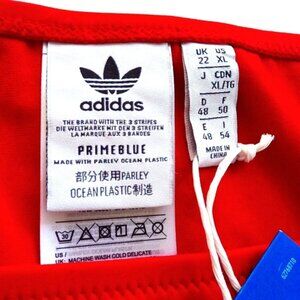 adidas
THE BRAND WITH THE 3 STRIPES
DIE WELTMARKE MIT DEN 3 STREIFEN
LA MARQUE AUX 3 BANDES
PRIMEBLUE
MADE WITH PARLEY OCEAN PLASTIC
部分使用PARLEY
OCEAN PLASTIC制造
30
UK: MACHINE WASH COLD DELICATE
UK US
22 XL
J CDN
XL/TG
D F
48 50
E I
48 54
MADE IN
CHINA